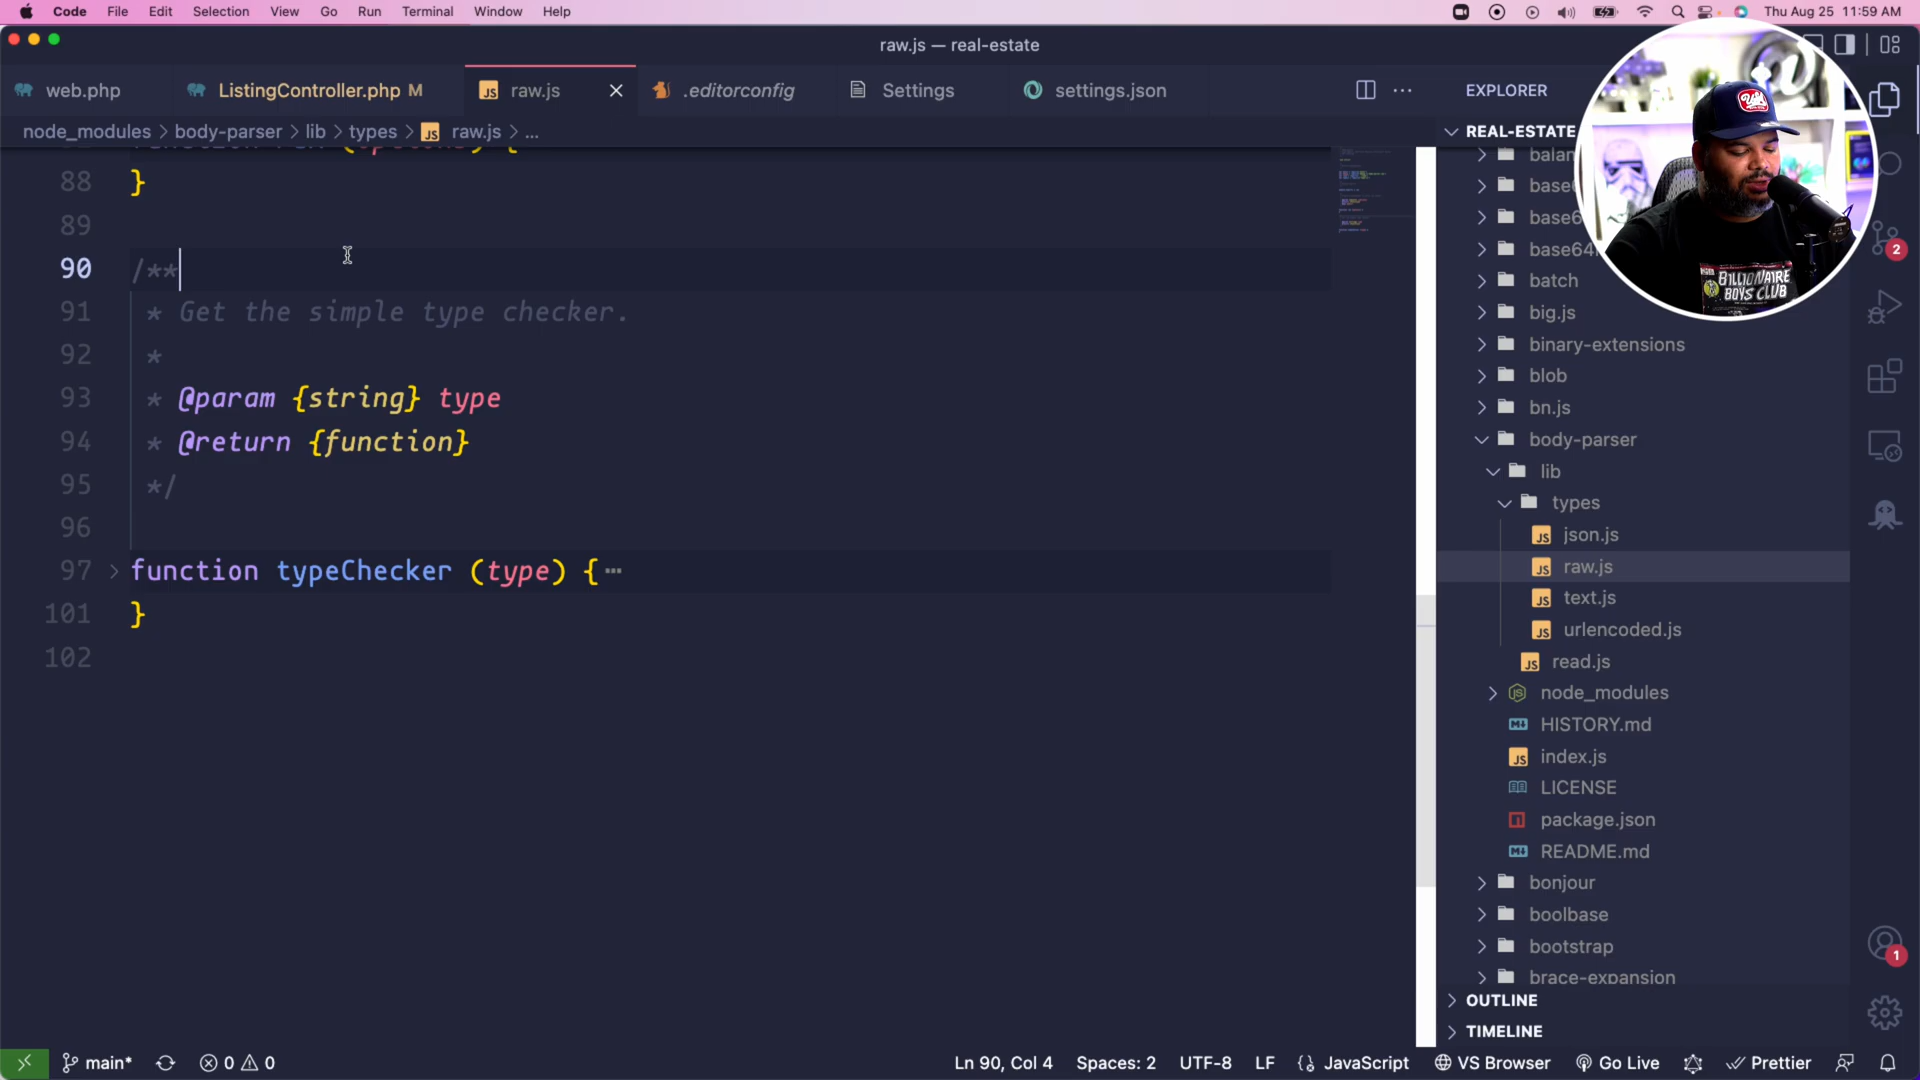 Code File Edit Selection View Go Run Terminal Window Help Thu Aug 25 11:59 AM
raw.js — real-estate
web.php ListingController.php M raw.js .editorconfig Settings settings.json
node_modules > body-parser > lib > types > raw.js > ...
88 }
89
90 /**
91 * Get the simple type checker.
92 *
93 * @param {string} type
94 * @return {function}
95 */
96
97 function typeChecker (type) {
101 }
102
EXPLORER
REAL-ESTATE
batch
big.js
binary-extensions
blob
bn.js
body-parser
lib
types
json.js
raw.js
text.js
urlencoded.js
read.js
node_modules
HISTORY.md
index.js
LICENSE
package.json
README.md
bonjour
boolbase
bootstrap
brace-expansion
OUTLINE
TIMELINE
2
1
BILLIONAIRE
BOYS CLUB
main* 0 0 Ln 90, Col 4 Spaces: 2 UTF-8 LF JavaScript VS Browser Go Live Prettier